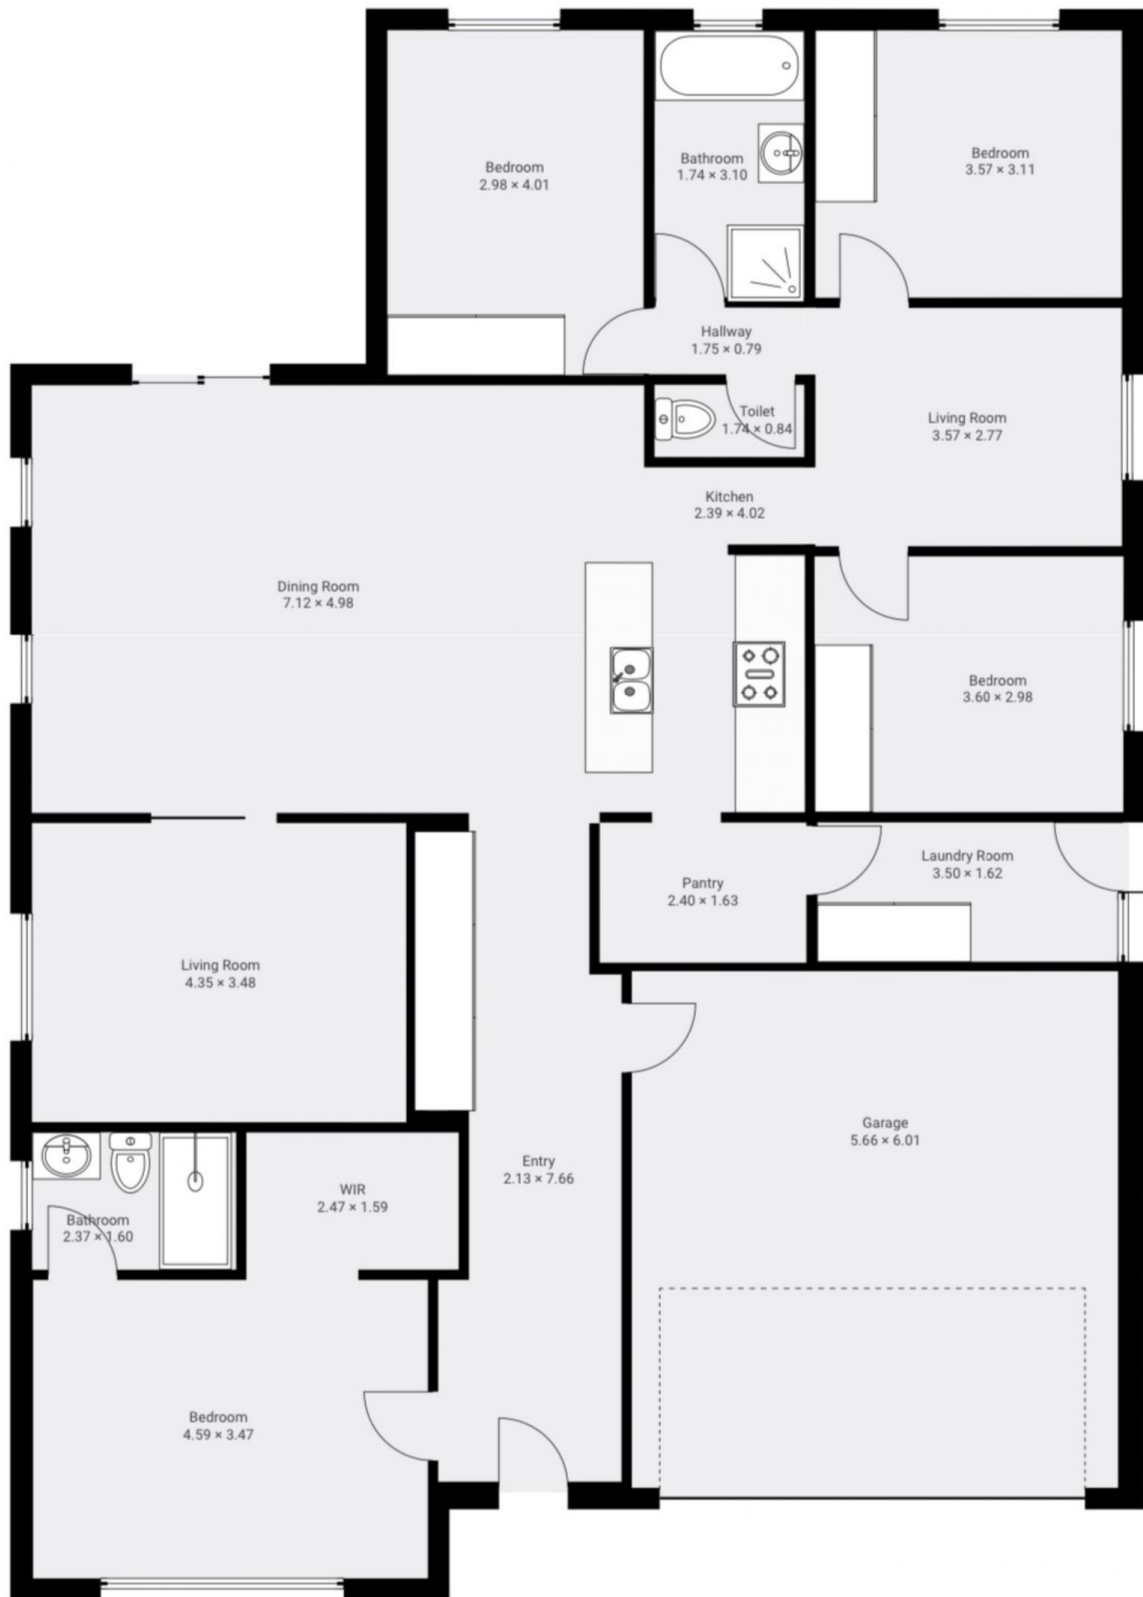 Bedroom
2.98 × 4.01
Bathroom
1.74 × 3.10
Bedroom
3.57 × 3.11
Hallway
1.75 × 0.79
Toilet
1.74 × 0.84
Living Room
3.57 × 2.77
Kitchen
2.39 × 4.02
Dining Room
7.12 × 4.98
Bedroom
3.60 × 2.98
Laundry Room
3.50 × 1.62
Pantry
2.40 × 1.63
Living Room
4.35 × 3.48
Garage
5.66 × 6.01
Entry
2.13 × 7.66
WIR
2.47 × 1.59
Bathroom
2.37 × 1.60
Bedroom
4.59 × 3.47